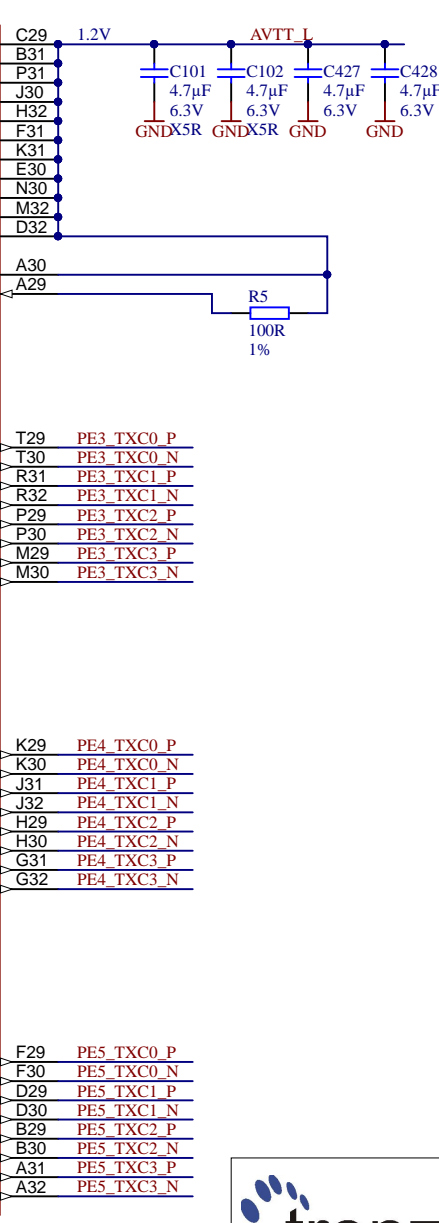 C29 1.2V AVTT_L
B31
P31
J30
H32
F31
K31
E30
N30
M32
D32
C101 4.7µF 6.3V X5R GND
C102 4.7µF 6.3V X5R GND
C427 4.7µF 6.3V GND
C428 4.7µF 6.3V GND
A30
A29
R5
100R
1%
T29 PE3_TXC0_P
T30 PE3_TXC0_N
R31 PE3_TXC1_P
R32 PE3_TXC1_N
P29 PE3_TXC2_P
P30 PE3_TXC2_N
M29 PE3_TXC3_P
M30 PE3_TXC3_N
K29 PE4_TXC0_P
K30 PE4_TXC0_N
J31 PE4_TXC1_P
J32 PE4_TXC1_N
H29 PE4_TXC2_P
H30 PE4_TXC2_N
G31 PE4_TXC3_P
G32 PE4_TXC3_N
F29 PE5_TXC0_P
F30 PE5_TXC0_N
D29 PE5_TXC1_P
D30 PE5_TXC1_N
B29 PE5_TXC2_P
B30 PE5_TXC2_N
A31 PE5_TXC3_P
A32 PE5_TXC3_N